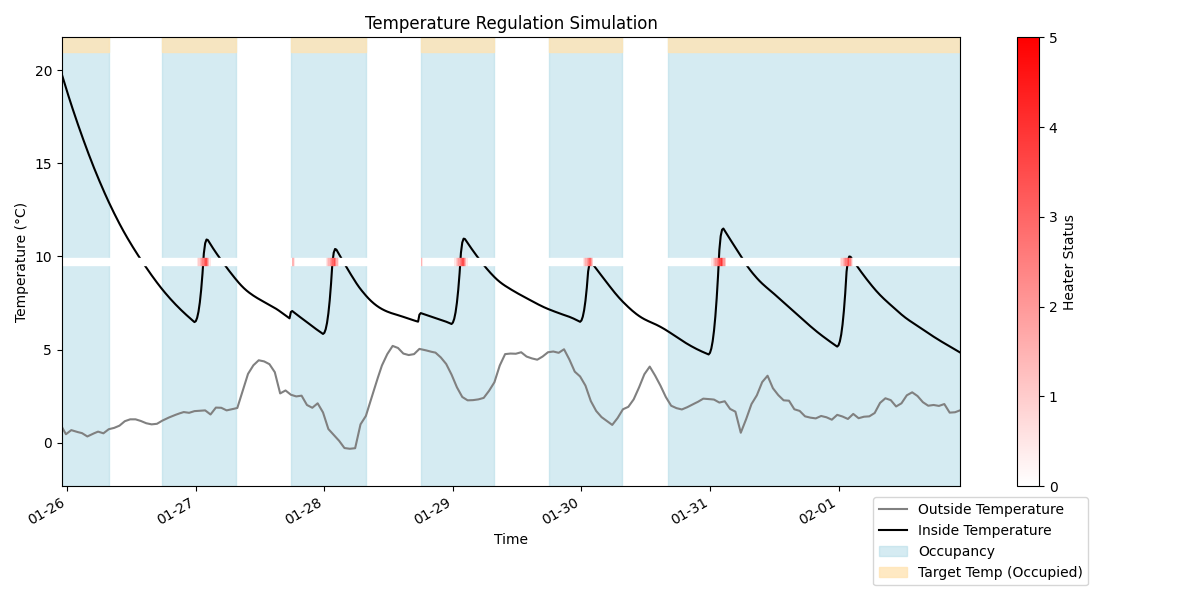 Temperature Regulation Simulation
Temperature (°C)
20
15
10
5
0
01-26
01-27
01-28
01-29
01-30
01-31
02-01
Time
5
4
3
2
1
0
Heater Status
Outside Temperature
Inside Temperature
Occupancy
Target Temp (Occupied)